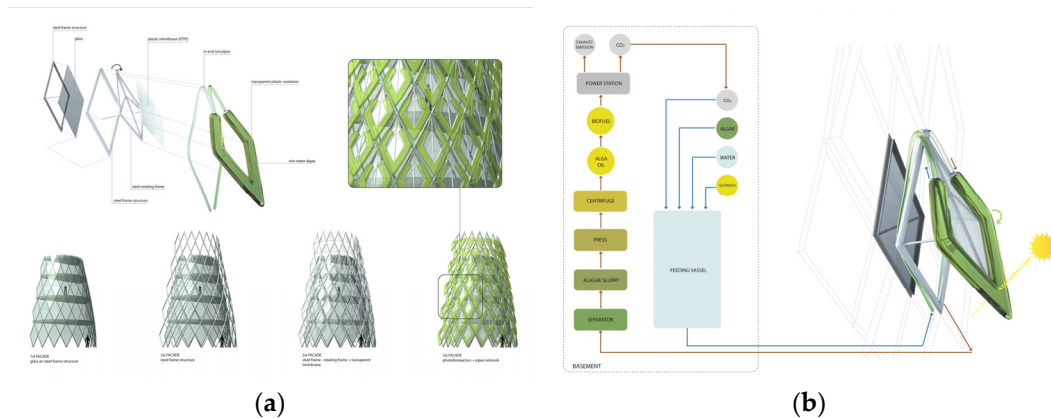 steel frame structure
glass
plastic membrane (ETFE)
in and out pipes
transparent plastic container
mix water-algae
steel rotating frame
steel frame structure
1st FACADE
glass on steel frame structure
2st FACADE
steel frame structure
2st FACADE
steel frame - rotating frame + transparent
membrane
2st FACADE
photobioreactors + pipes network
(a)
EXHAUST
EMISSION
CO₂
POWER STATION
BIOFUEL
ALGA
OIL
CENTRIFUGE
PRESS
ALAGAE SLURRY
SEPARATOR
CO₂
ALGAE
WATER
NUTRIENTS
FEEDING VASSEL
BASEMENT
(b)